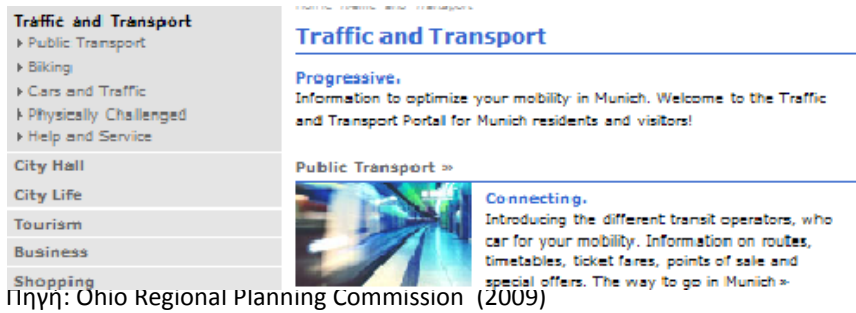 Traffic and Transport
Public Transport
Biking
Cars and Traffic
Physically Challenged
Help and Service
City Hall
City Life
Tourism
Business
Shopping
Traffic and Transport
Progressive.
Information to optimize your mobility in Munich. Welcome to the Traffic
and Transport Portal for Munich residents and visitors!
Public Transport »
Connecting.
Introducing the different transit operators, who
car for your mobility. Information on routes,
timetables, ticket fares, points of sale and
special offers. The way to go in Munich »
Πηγή: Ohio Regional Planning Commission (2009)